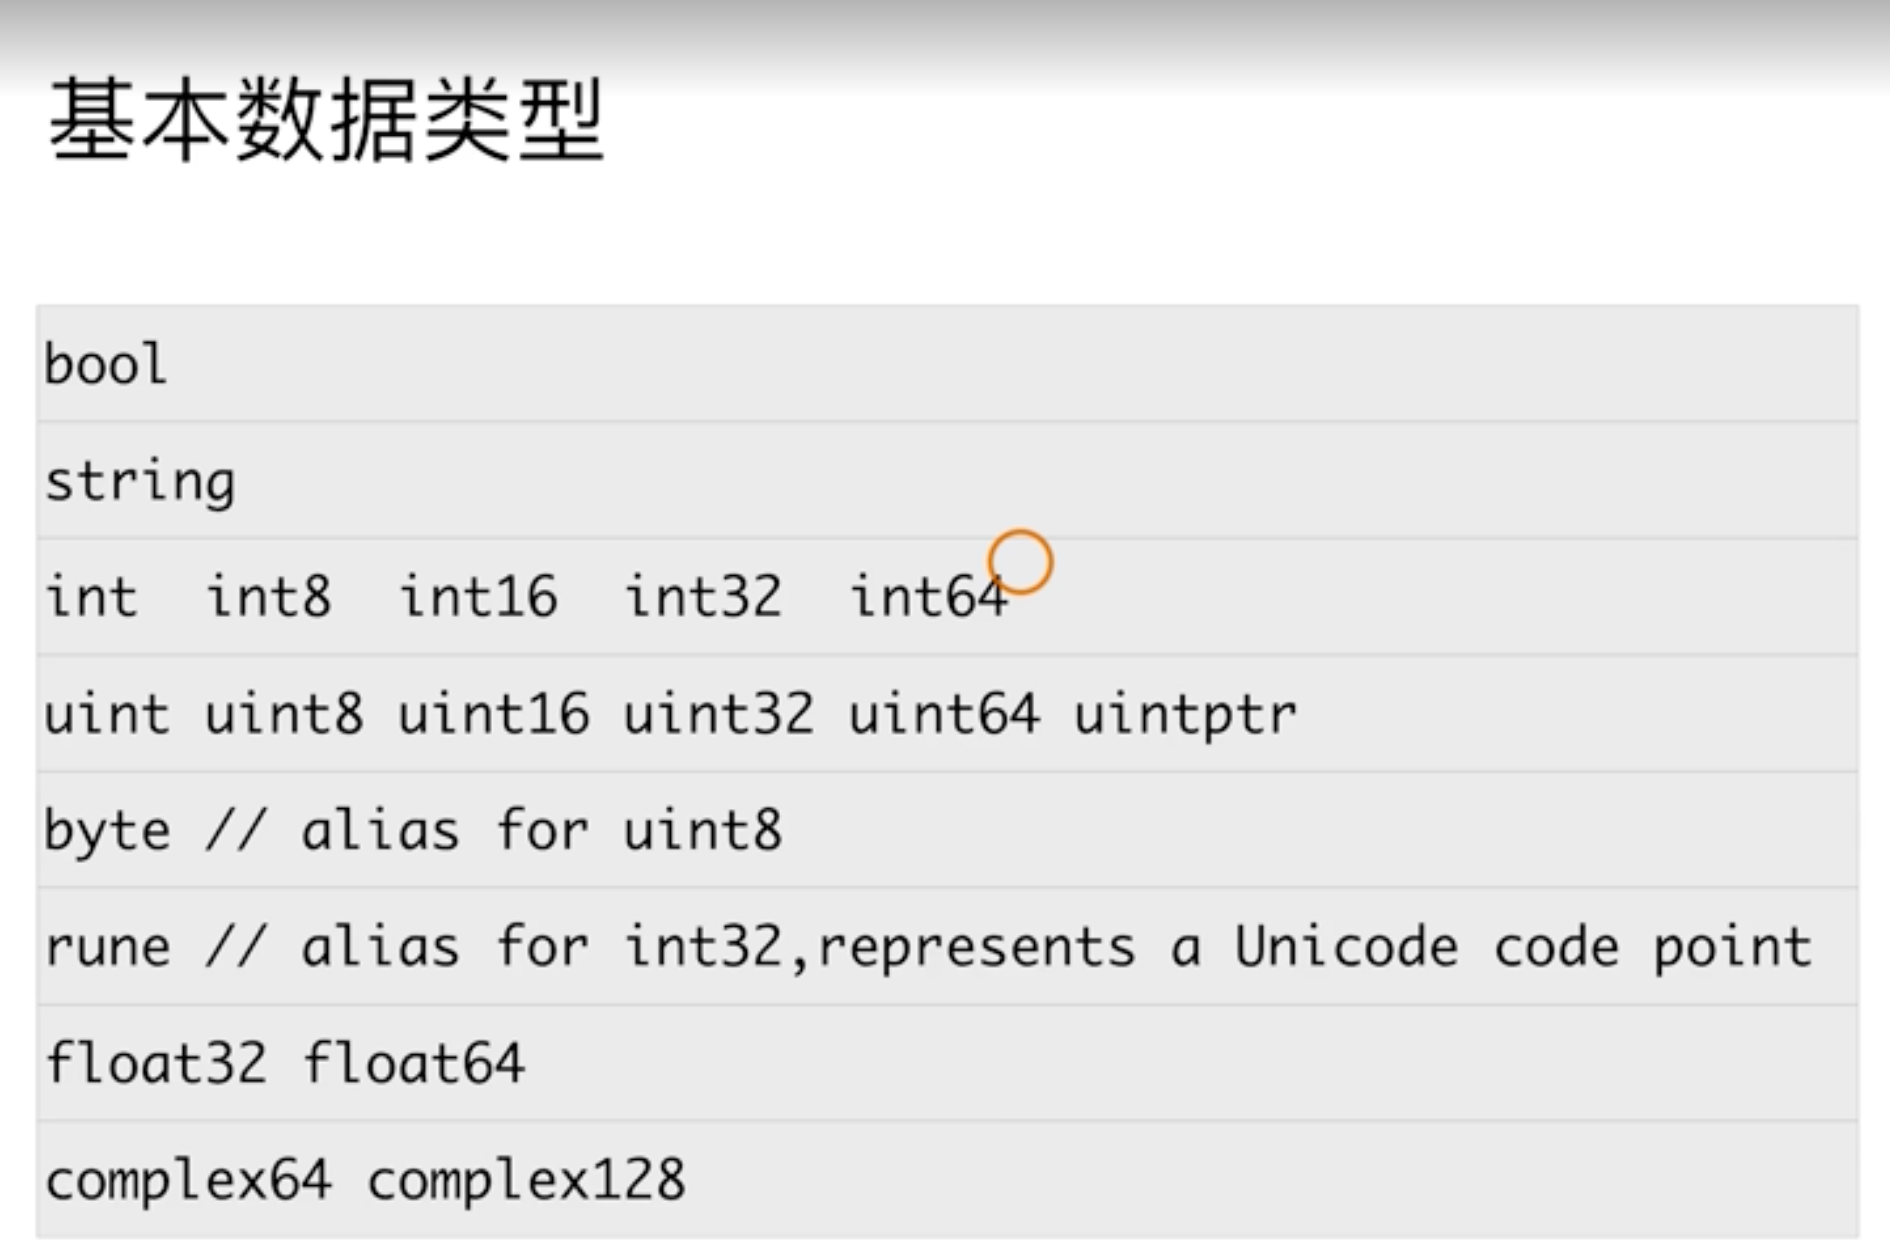 基本数据类型
bool
string
int  int8  int16  int32  int64
uint uint8 uint16 uint32 uint64 uintptr
byte // alias for uint8
rune // alias for int32,represents a Unicode code point
float32 float64
complex64 complex128